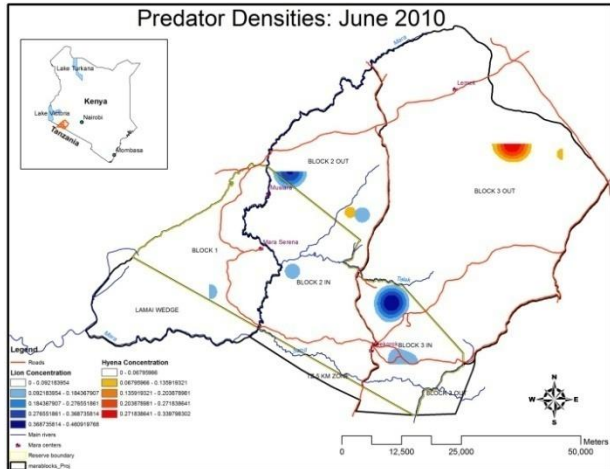 Predator Densities: June 2010
Lake Turkana
Kenya
Lake Victoria
Nairobi
Tanzania
Mombasa
Mara
Lemek
BLOCK 2 OUT
BLOCK 3 OUT
Musiara
BLOCK 1
Mara Serena
BLOCK 2 IN
LAMAI WEDGE
Mara
BLOCK 3 IN
BLOCK 3 OUT
Legend
Roads
Lion Concentration
0 - 0.092183954
0.092183954 - 0.184367907
0.184367907 - 0.276551861
0.276551861 - 0.368735814
0.368735814 - 0.460919768
Main rivers
Mara centers
Reserve boundary
marablocks_Proj
Hyena Concentration
0 - 0.06795966
0.06795966 - 0.135919321
0.135919321 - 0.203878981
0.203878981 - 0.271838641
0.271838641 - 0.339798302
N
W
E
S
Meters
0
12,500
25,000
50,000